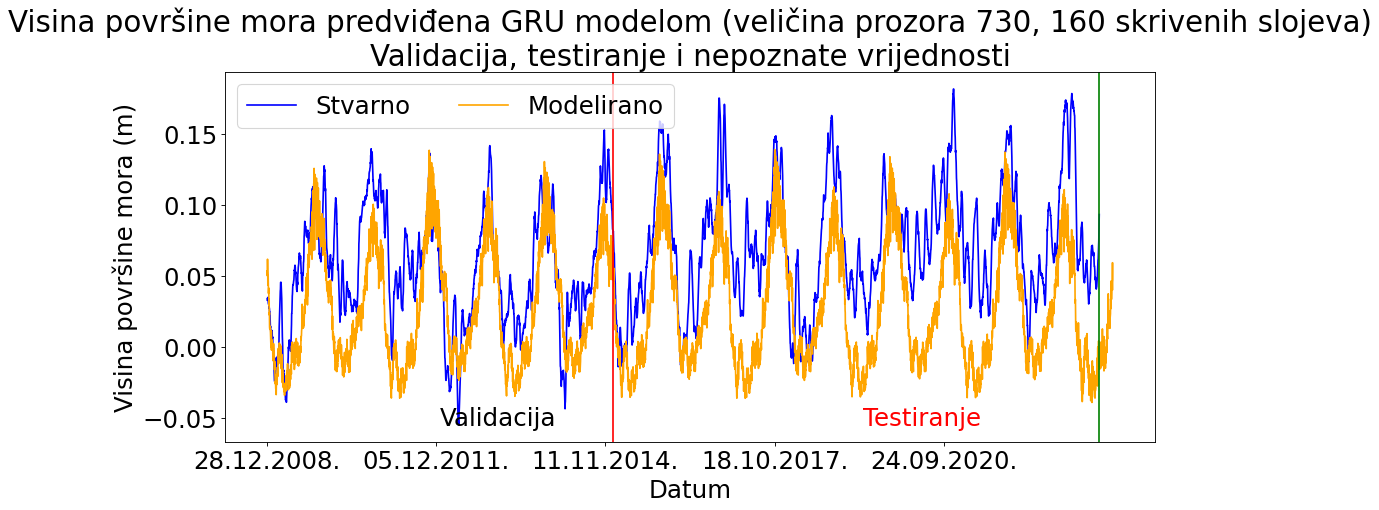 Visina površine mora predviđena GRU modelom (veličina prozora 730, 160 skrivenih slojeva)
Validacija, testiranje i nepoznate vrijednosti
Stvarno
Modelirano
Visina površine mora (m)
0.15
0.10
0.05
0.00
−0.05
Validacija
Testiranje
28.12.2008.
05.12.2011.
11.11.2014.
18.10.2017.
24.09.2020.
Datum